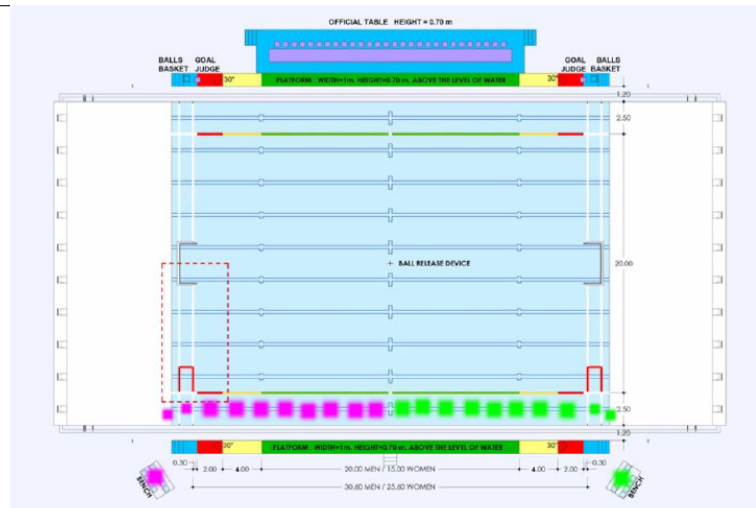 OFFICIAL TABLE HEIGHT = 0.70 m
BALLS BASKET
GOAL JUDGE
GOAL JUDGE
BALLS BASKET
30°
PLATFORM : WIDTH=1m. HEIGHT=0.70 m. ABOVE THE LEVEL OF WATER
30°
1.20
2.50
BALL RELEASE DEVICE
20.00
2.50
1.20
30°
PLATFORM : WIDTH=1m. HEIGHT=0.70 m. ABOVE THE LEVEL OF WATER
30°
0.30
2.00
4.00
20.00 MEN / 15.00 WOMEN
4.00
2.00
0.30
BENCH
30.60 MEN / 25.60 WOMEN
BENCH